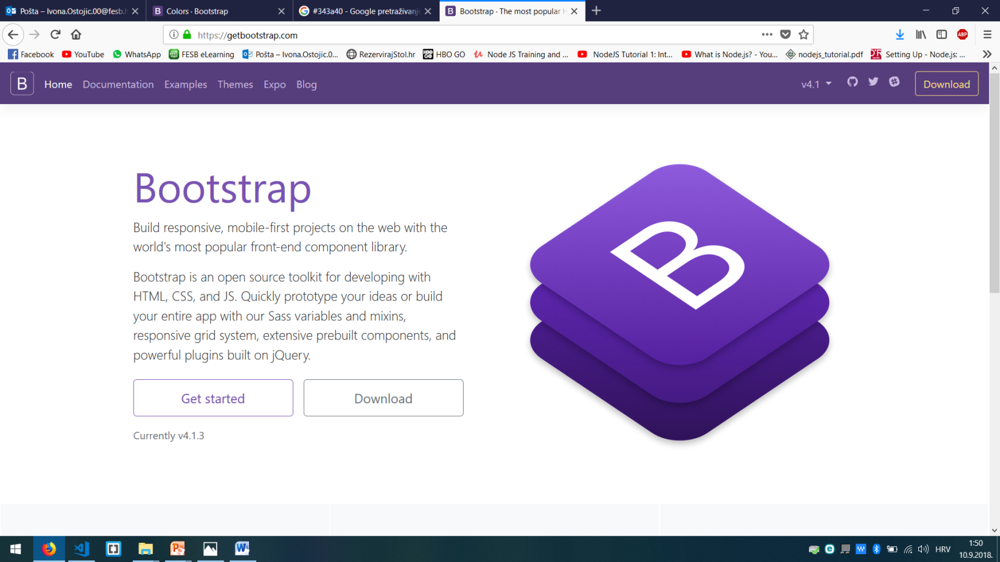 Pošta – Ivona.Ostojic.00@fesb.h
Colors · Bootstrap
#343a40 - Google pretraživanj
Bootstrap · The most popular H
https://getbootstrap.com
ABP
Facebook
YouTube
WhatsApp
FESB eLearning
Pošta – Ivona.Ostojic.0...
RezervirajStol.hr
HBO GO
Node JS Training and ...
NodeJS Tutorial 1: Int...
What is Node.js? - You...
nodejs_tutorial.pdf
Setting Up - Node.js: ...
B
Home
Documentation
Examples
Themes
Expo
Blog
v4.1
Download
Bootstrap
Build responsive, mobile-first projects on the web with the
world's most popular front-end component library.
Bootstrap is an open source toolkit for developing with
HTML, CSS, and JS. Quickly prototype your ideas or build
your entire app with our Sass variables and mixins,
responsive grid system, extensive prebuilt components, and
powerful plugins built on jQuery.
Get started
Download
Currently v4.1.3
B
HRV
1:50
10.9.2018.